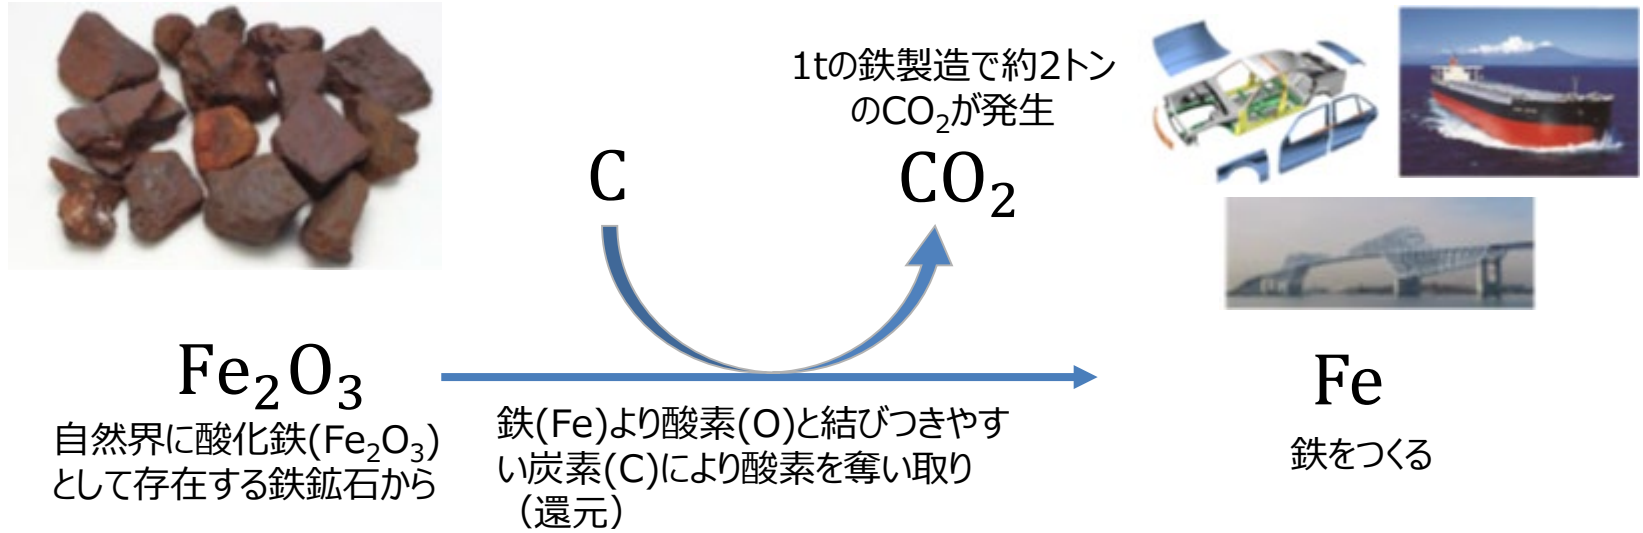 1tの鉄製造で約2トン
のCO₂が発生
C
CO₂
Fe₂O₃
自然界に酸化鉄(Fe₂O₃)
として存在する鉄鉱石から
鉄(Fe)より酸素(O)と結びつきやす
い炭素(C)により酸素を奪い取り
（還元）
Fe
鉄をつくる